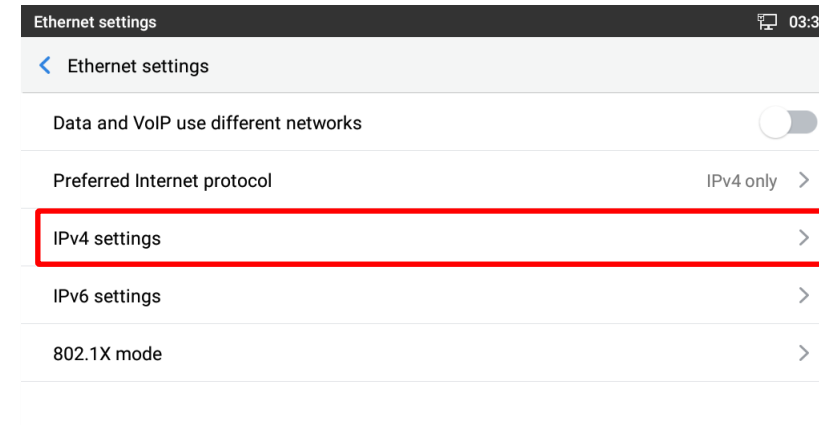 Ethernet settings 03:3
Ethernet settings
Data and VoIP use different networks
Preferred Internet protocol IPv4 only
IPv4 settings
IPv6 settings
802.1X mode